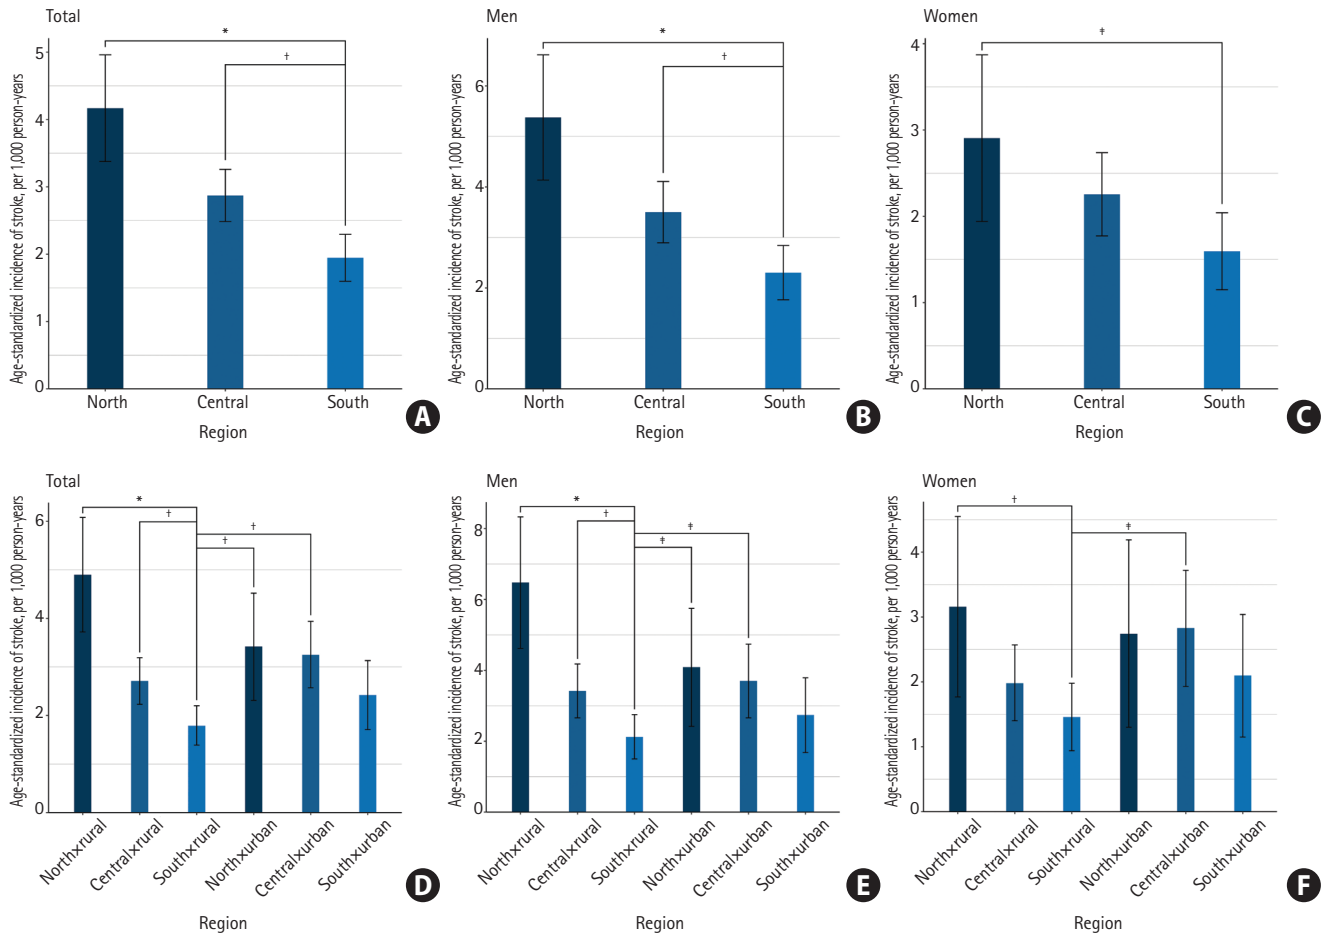 Total
Age-standardized incidence of stroke, per 1,000 person-years
5
4
3
2
1
0
*
†
North Central South
Region
A
Men
Age-standardized incidence of stroke, per 1,000 person-years
6
4
2
0
*
†
North Central South
Region
B
Women
Age-standardized incidence of stroke, per 1,000 person-years
4
3
2
1
0
‡
North Central South
Region
C
Total
Age-standardized incidence of stroke, per 1,000 person-years
6
4
2
0
*
†
†
†
North×rural
Central×rural
South×rural
North×urban
Central×urban
South×urban
Region
D
Men
Age-standardized incidence of stroke, per 1,000 person-years
8
6
4
2
0
*
†
‡
‡
North×rural
Central×rural
South×rural
North×urban
Central×urban
South×urban
Region
E
Women
Age-standardized incidence of stroke, per 1,000 person-years
4
3
2
1
0
†
‡
North×rural
Central×rural
South×rural
North×urban
Central×urban
South×urban
Region
F